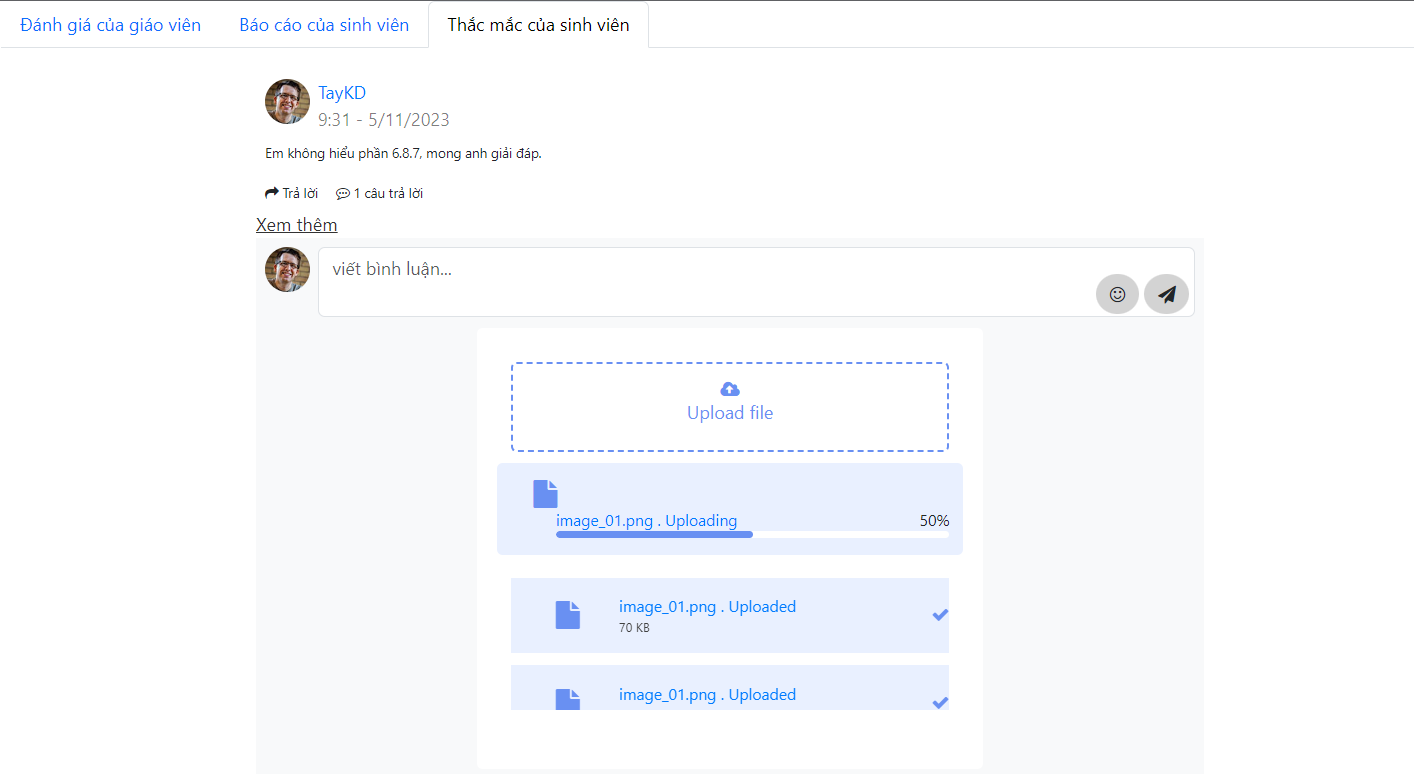 Đánh giá của giáo viên Báo cáo của sinh viên Thắc mắc của sinh viên
TayKD
9:31 - 5/11/2023
Em không hiểu phần 6.8.7, mong anh giải đáp.
Trả lời 1 câu trả lời
Xem thêm
viết bình luận...
Upload file
image_01.png . Uploading 50%
image_01.png . Uploaded
70 KB
image_01.png . Uploaded